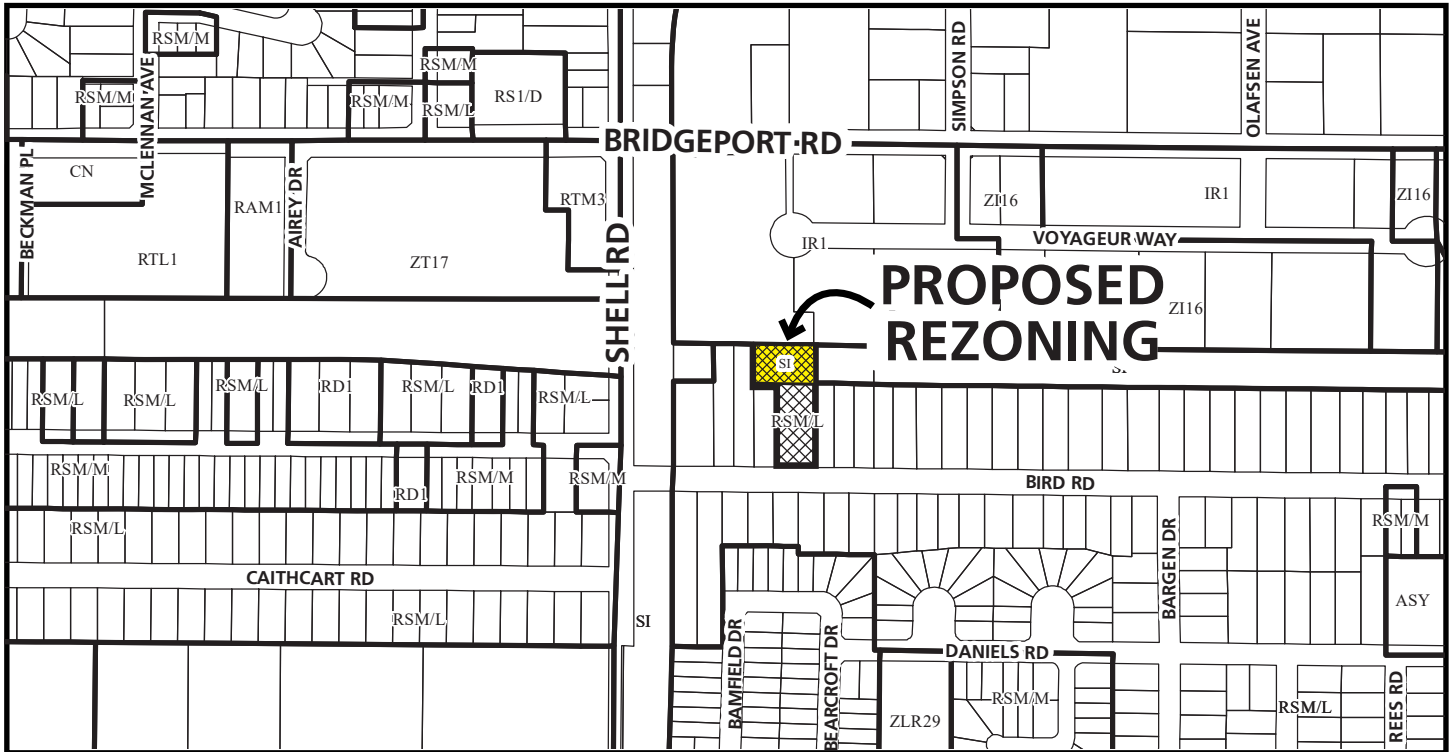 RSM/M
MCLENNAN AVE
RSM/M
RSM/M
RSM/M
RSM/L
RS1/D
SIMPSON RD
OLAFSEN AVE
BRIDGEPORT RD
BECKMAN PL
CN
RAM1
AIREY DR
RTL1
ZT17
RTM3
SHELL RD
IR1
ZI16
IR1
ZI16
VOYAGEUR WAY
PROPOSED
REZONING
ZI16
SI
RSM/L
RSM/L
RSM/L
RSM/L
RD1
RSM/L
RD1
RSM/L
RSM/L
RSM/M
RD1
RSM/M
RSM/M
BIRD RD
RSM/L
CAITHCART RD
RSM/L
SI
BAMFIELD DR
BEARCROFT DR
DANIELS RD
ZLR29
RSM/M
BARGEN DR
RSM/M
ASY
RSM/L
REES RD